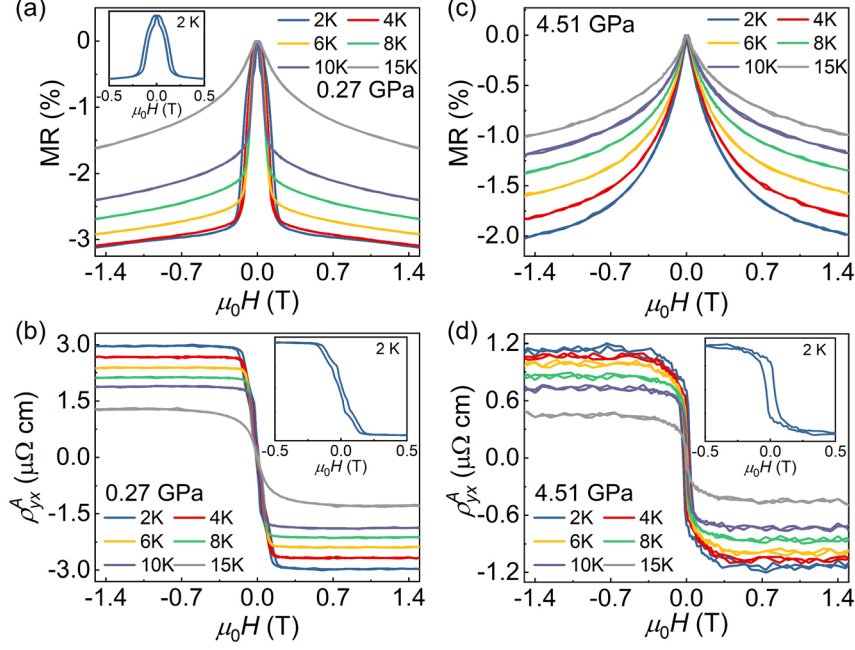 (a)
2 K
-0.5 0.0 0.5
μ₀H (T)
2K 4K
6K 8K
10K 15K
0.27 GPa
0
-1
-2
-3
MR (%)
-1.4 -0.7 0.0 0.7 1.4
μ₀H (T)
(c)
4.51 GPa
2K 4K
6K 8K
10K 15K
0.0
-0.5
-1.0
-1.5
-2.0
MR (%)
-1.4 -0.7 0.0 0.7 1.4
μ₀H (T)
(b)
3.0
1.5
0.0
-1.5
-3.0
ρᴬyx (μΩ cm)
2 K
-0.5 0.0 0.5
μ₀H (T)
0.27 GPa
2K 4K
6K 8K
10K 15K
-1.4 -0.7 0.0 0.7 1.4
μ₀H (T)
(d)
1.2
0.6
0.0
-0.6
-1.2
ρᴬyx (μΩ cm)
2 K
-0.5 0.0 0.5
μ₀H (T)
4.51 GPa
2K 4K
6K 8K
10K 15K
-1.4 -0.7 0.0 0.7 1.4
μ₀H (T)